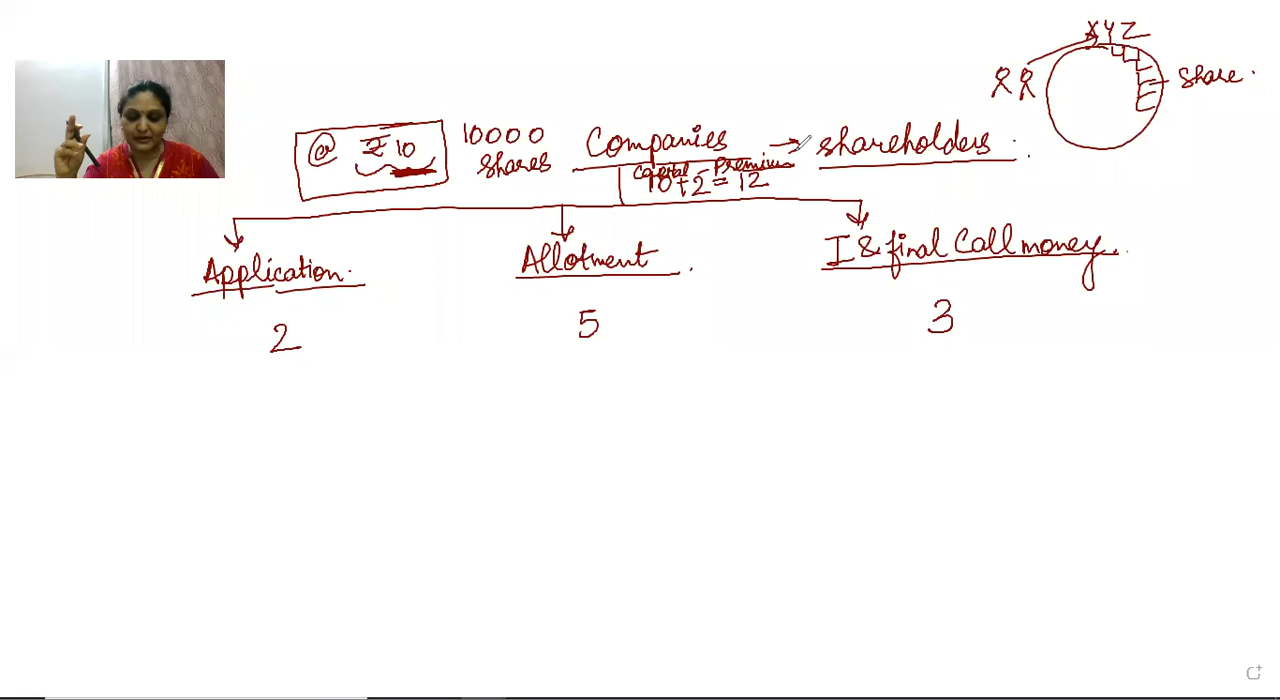 XYZ
Share.
@ ₹10
10000 shares
Companies → shareholders.
Capital Premium
10+2=12
Application.
Allotment.
I & final Call money.
2
5
3